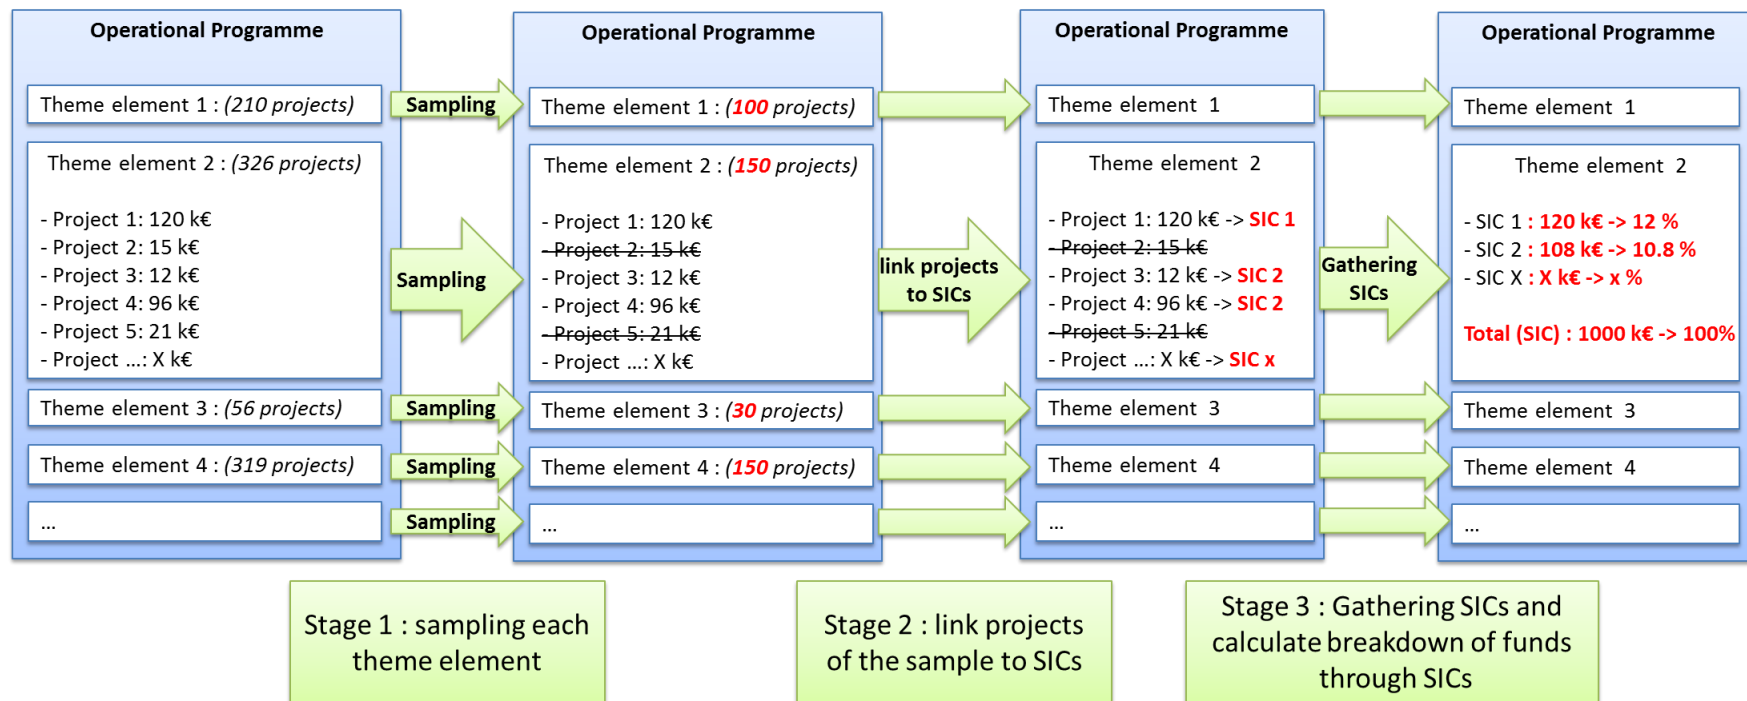 Operational Programme
Theme element 1 : (210 projects)
Theme element 2 : (326 projects)
- Project 1: 120 k€
- Project 2: 15 k€
- Project 3: 12 k€
- Project 4: 96 k€
- Project 5: 21 k€
- Project ...: X k€
Theme element 3 : (56 projects)
Theme element 4 : (319 projects)
...
Sampling
Sampling
Sampling
Sampling
Sampling
Operational Programme
Theme element 1 : (100 projects)
Theme element 2 : (150 projects)
- Project 1: 120 k€
- Project 2: 15 k€
- Project 3: 12 k€
- Project 4: 96 k€
- Project 5: 21 k€
- Project ...: X k€
Theme element 3 : (30 projects)
Theme element 4 : (150 projects)
...
link projects
to SICs
Operational Programme
Theme element 1
Theme element 2
- Project 1: 120 k€ -> SIC 1
- Project 2: 15 k€
- Project 3: 12 k€ -> SIC 2
- Project 4: 96 k€ -> SIC 2
- Project 5: 21 k€
- Project ...: X k€ -> SIC x
Theme element 3
Theme element 4
...
Gathering
SICs
Operational Programme
Theme element 1
Theme element 2
- SIC 1 : 120 k€ -> 12 %
- SIC 2 : 108 k€ -> 10.8 %
- SIC X : X k€ -> x %
Total (SIC) : 1000 k€ -> 100%
Theme element 3
Theme element 4
...
Stage 1 : sampling each
theme element
Stage 2 : link projects
of the sample to SICs
Stage 3 : Gathering SICs and
calculate breakdown of funds
through SICs